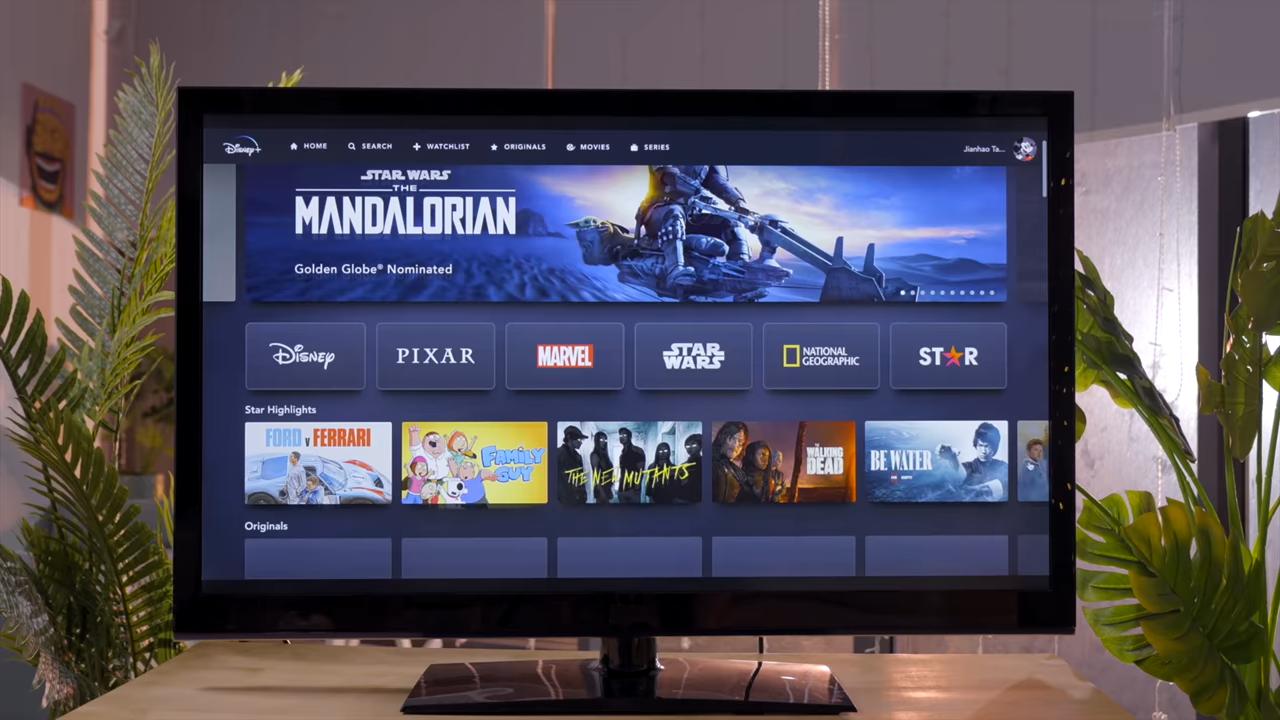 Disney+
HOME
SEARCH
WATCHLIST
ORIGINALS
MOVIES
SERIES
Jianhao Ta...
STAR WARS
THE
MANDALORIAN
Golden Globe® Nominated
Disney
PIXAR
MARVEL
STAR
WARS
NATIONAL
GEOGRAPHIC
STAR
Star Highlights
FORD v FERRARI
FAMILY
GUY
THE NEW MUTANTS
THE
WALKING
DEAD
BE WATER
Originals